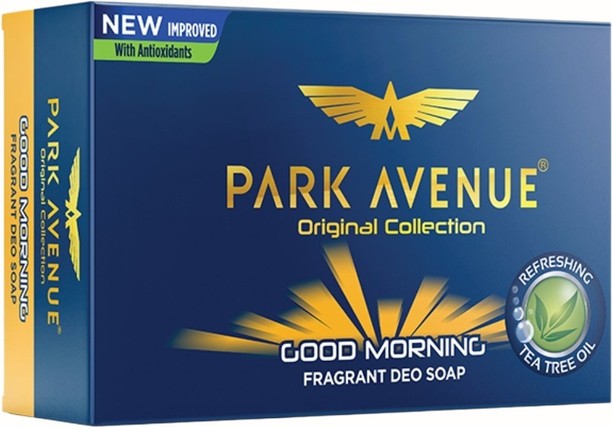 NEW IMPROVED
With Antioxidants
PARK AVENUE®
Original Collection
GOOD MORNING
FRAGRANT DEO SOAP
REFRESHING
TEA TREE OIL
PARK AVENUE®
Original Collection
GOOD MORNING
FRAGRANT DEO SOAP